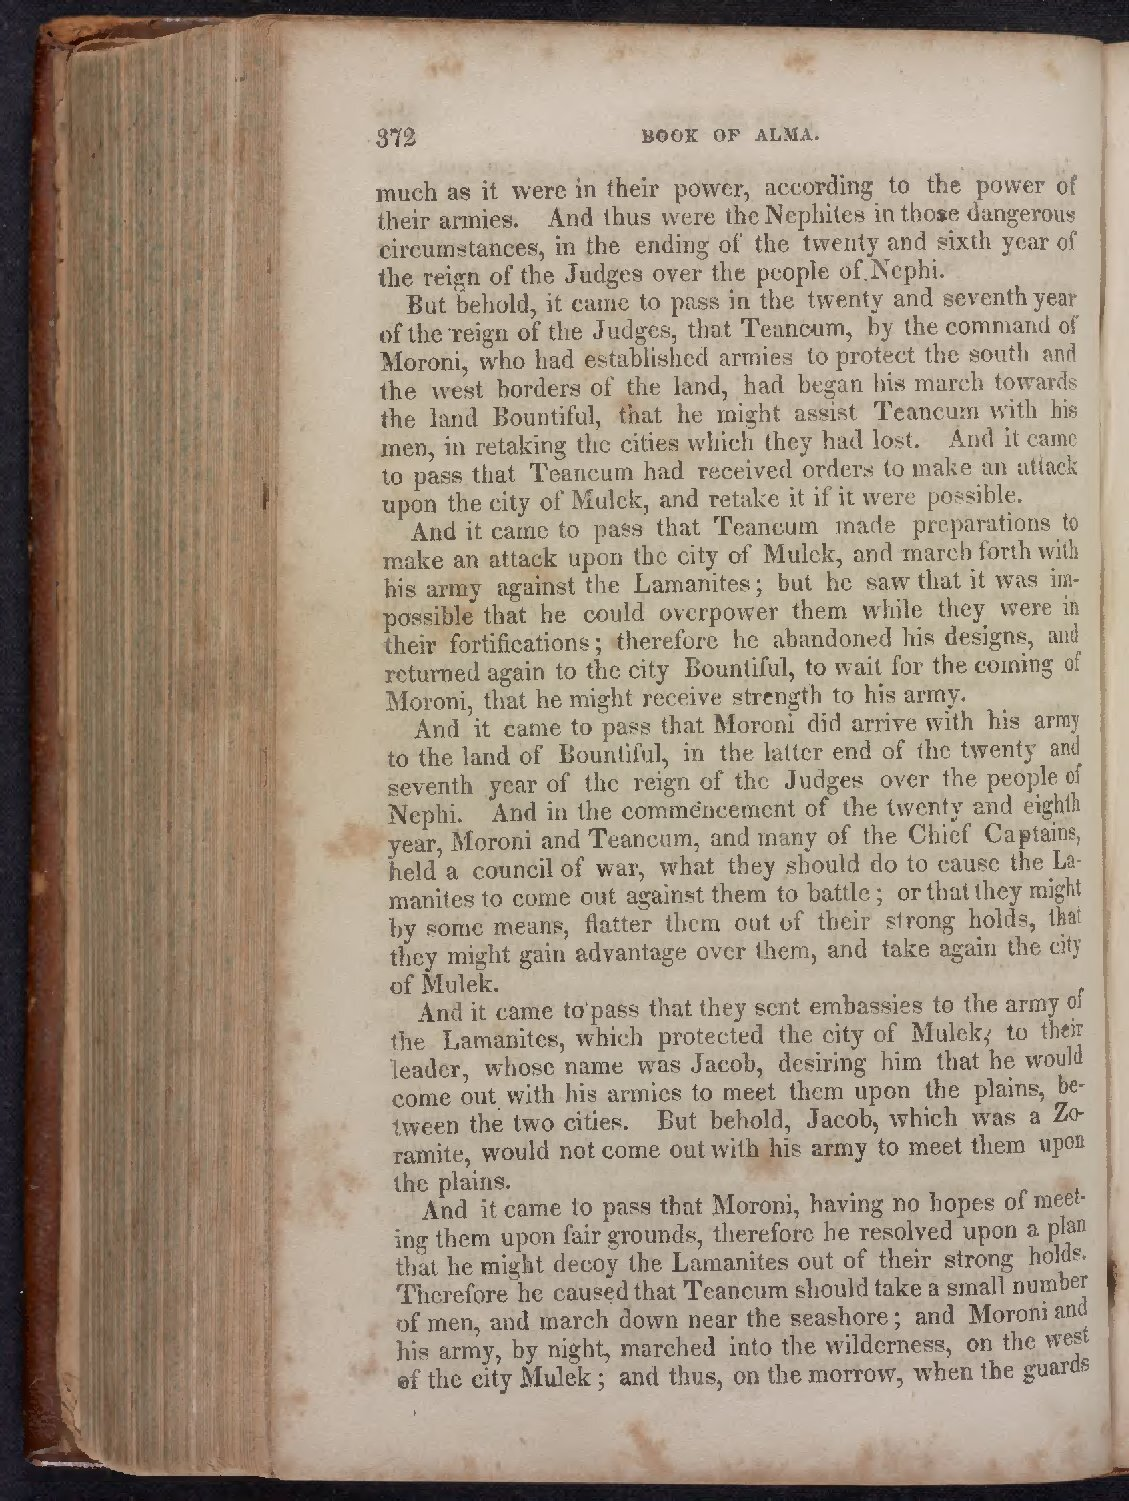 372 BOOK OF ALMA.
much as it were in their power, according to the power of
their armies. And thus were the Nephites in those dangerous
circumstances, in the ending of the twenty and sixth year of
the reign of the Judges over the people of Nephi.
But behold, it came to pass in the twenty and seventh year
of the reign of the Judges, that Teancum, by the command of
Moroni, who had established armies to protect the south and
the west borders of the land, had began his march towards
the land Bountiful, that he might assist Teancum with his
men, in retaking the cities which they had lost. And it came
to pass that Teancum had received orders to make an attack
upon the city of Mulek, and retake it if it were possible.
And it came to pass that Teancum made preparations to
make an attack upon the city of Mulek, and march forth with
his army against the Lamanites; but he saw that it was im-
possible that he could overpower them while they were in
their fortifications; therefore he abandoned his designs, and
returned again to the city Bountiful, to wait for the coming of
Moroni, that he might receive strength to his army.
And it came to pass that Moroni did arrive with his army
to the land of Bountiful, in the latter end of the twenty and
seventh year of the reign of the Judges over the people of
Nephi. And in the commencement of the twenty and eighth
year, Moroni and Teancum, and many of the Chief Captains,
held a council of war, what they should do to cause the La-
manites to come out against them to battle; or that they might
by some means, flatter them out of their strong holds, that
they might gain advantage over them, and take again the city
of Mulek.
And it came to pass that they sent embassies to the army of
the Lamanites, which protected the city of Mulek, to their
leader, whose name was Jacob, desiring him that he would
come out with his armies to meet them upon the plains, be-
tween the two cities. But behold, Jacob, which was a Zo-
ramite, would not come out with his army to meet them upon
the plains.
And it came to pass that Moroni, having no hopes of meet-
ing them upon fair grounds, therefore he resolved upon a plan
that he might decoy the Lamanites out of their strong holds.
Therefore he caused that Teancum should take a small number
of men, and march down near the seashore; and Moroni and
his army, by night, marched into the wilderness, on the west
of the city Mulek; and thus, on the morrow, when the guards